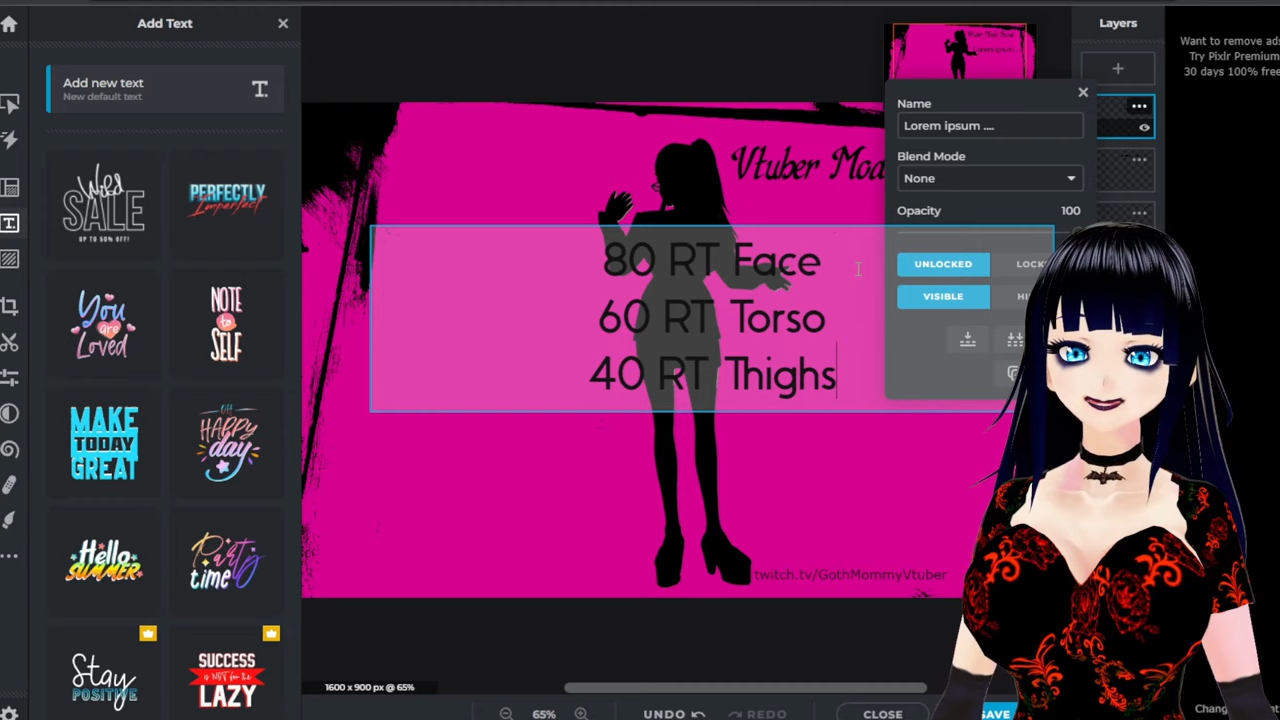 Add Text
Add new text
New default text
T.
Wild
SALE
UP TO 50% OFF!
PERFECTLY
Imperfect
You
are
Loved
NOTE
to
SELF
MAKE
TODAY
GREAT
OH
HAPPY
day
Hello
SUMMER
Party
time
Stay
POSITIVE
SUCCESS
IS NOT for the
LAZY
Vtuber
80 RT Face
60 RT Torso
40 RT Thighs
twitch.tv/GothMommyVtuber
1600 x 900 px @ 65%
65%
UNDO
REDO
CLOSE
SAVE
Name
Lorem ipsum ....
Blend Mode
None
Opacity 100
UNLOCKED LOCK
VISIBLE
Layers
Want to remove ads
Try Pixlr Premium
30 days 100% free